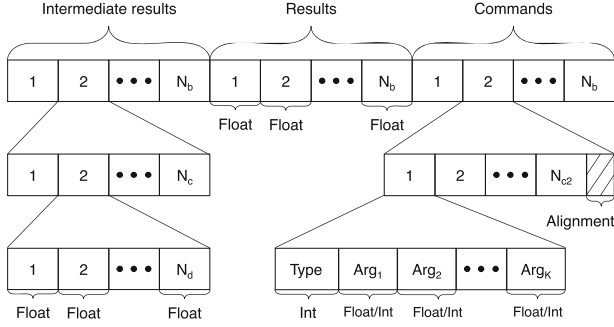 Intermediate results Results Commands
1 2 ••• N_b 1 2 ••• N_b 1 2 ••• N_b
Float Float Float
1 2 ••• N_c 1 2 ••• N_c2
Alignment
1 2 ••• N_d Type Arg_1 Arg_2 ••• Arg_K
Float Float Float Int Float/Int Float/Int Float/Int